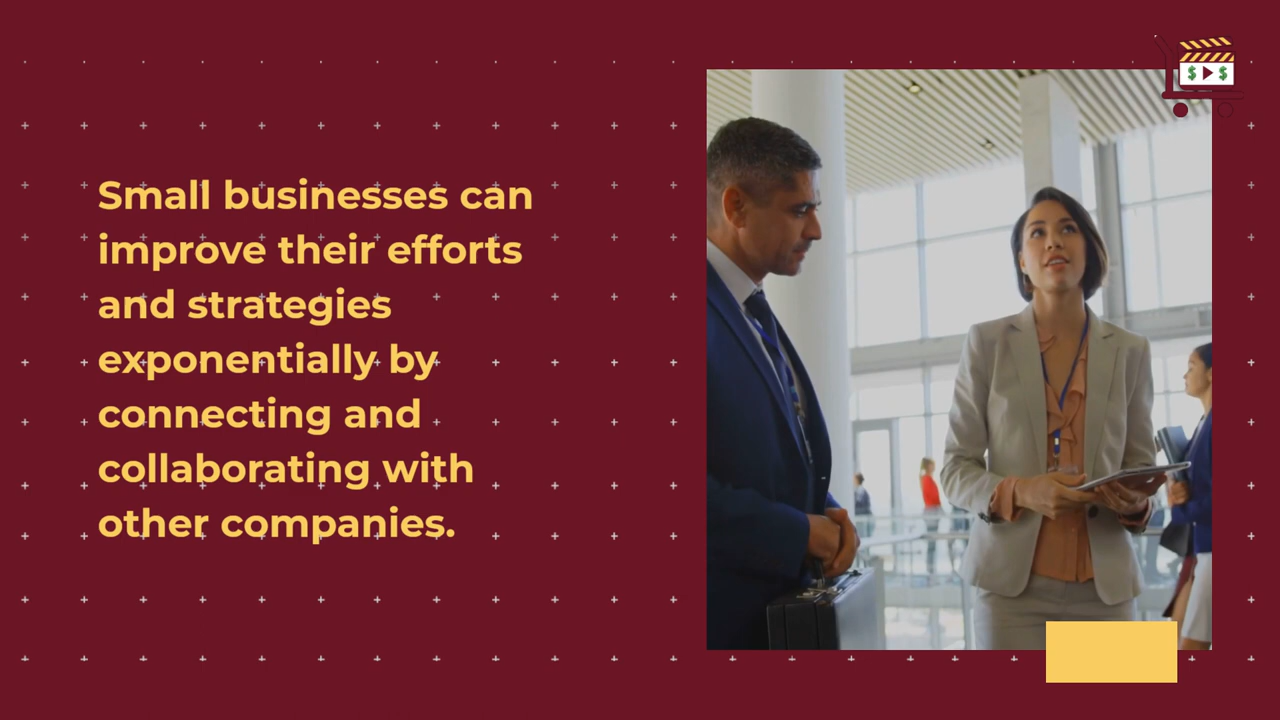 Small businesses can
improve their efforts
and strategies
exponentially by
connecting and
collaborating with
other companies.
$ $